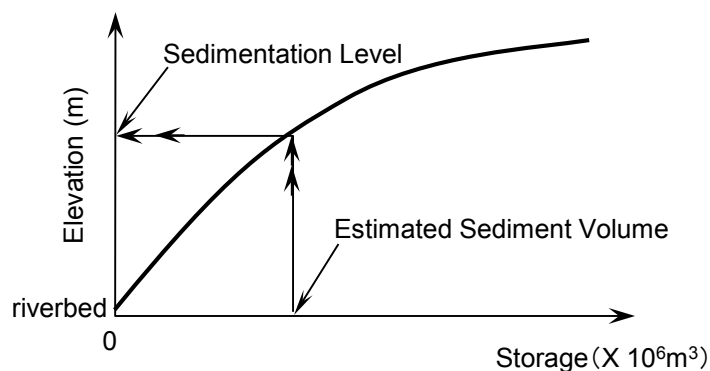 Sedimentation Level
Elevation (m)
Estimated Sediment Volume
riverbed
0
Storage(X 10⁶m³)